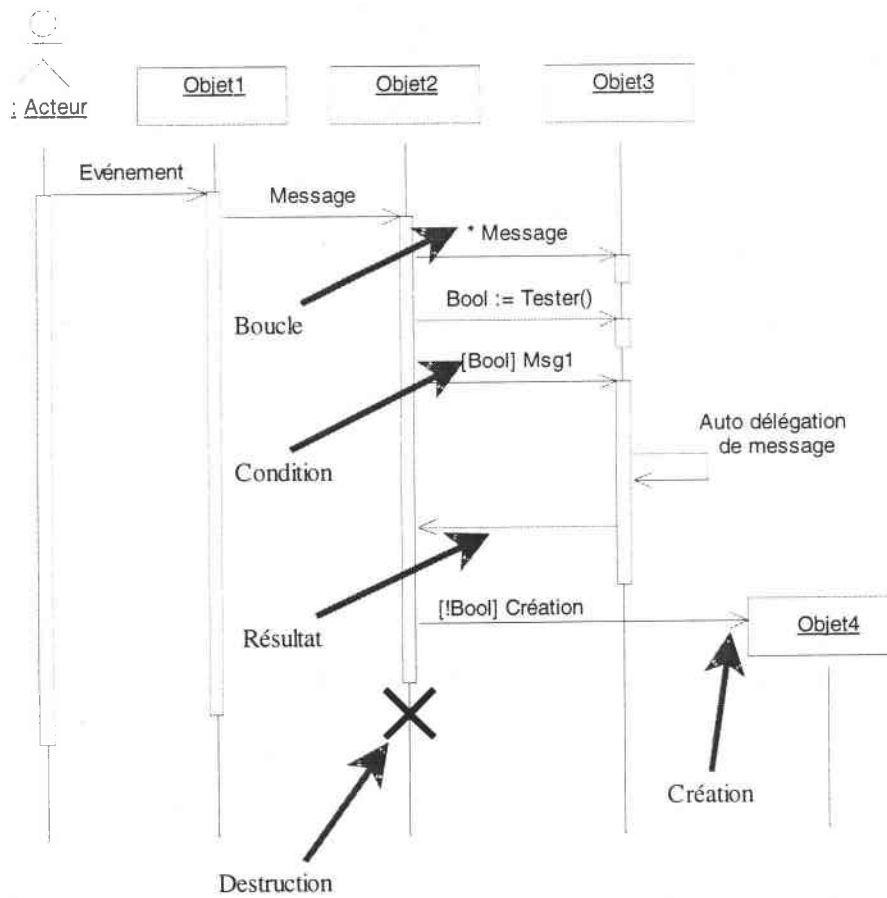 Objet1
Objet2
Objet3
: Acteur
Evénement
Message
* Message
Boucle
Bool := Tester()
[Bool] Msg1
Auto délégation
de message
Condition
[!Bool] Création
Résultat
Objet4
Création
Destruction